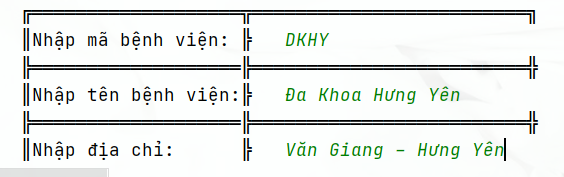 Nhập mã bệnh viện: DKHY
Nhập tên bệnh viện: Đa Khoa Hưng Yên
Nhập địa chỉ: Văn Giang - Hưng Yên